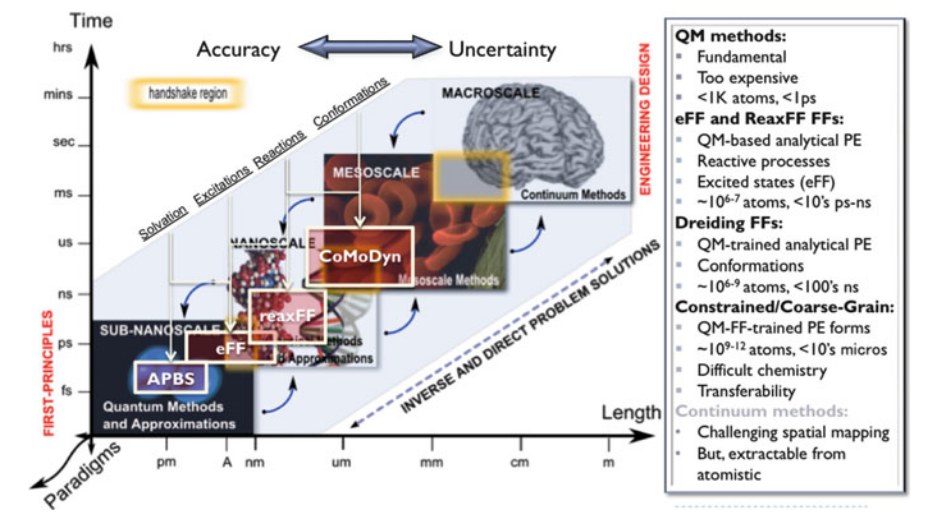 Time
hrs
mins
sec
ms
us
ns
ps
fs
Accuracy
Uncertainty
handshake region
Solvation
Excitations
Reactions
Conformations
MACROSCALE
Continuum Methods
MESOSCALE
Mesoscale Methods
CoMoDyn
NANOSCALE
reaxFF
Methods
Approximations
SUB-NANOSCALE
eFF
APBS
Quantum Methods
and Approximations
FIRST-PRINCIPLES
ENGINEERING DESIGN
INVERSE AND DIRECT PROBLEM SOLUTIONS
Length
Paradigms
pm A nm um mm cm m
QM methods:
Fundamental
Too expensive
<1K atoms, <1ps
eFF and ReaxFF FFs:
QM-based analytical PE
Reactive processes
Excited states (eFF)
~10^6-7 atoms, <10's ps-ns
Dreiding FFs:
QM-trained analytical PE
Conformations
~10^6-9 atoms, <100's ns
Constrained/Coarse-Grain:
QM-FF-trained PE forms
~10^9-12 atoms, <10's micros
Difficult chemistry
Transferability
Continuum methods:
Challenging spatial mapping
But, extractable from
atomistic